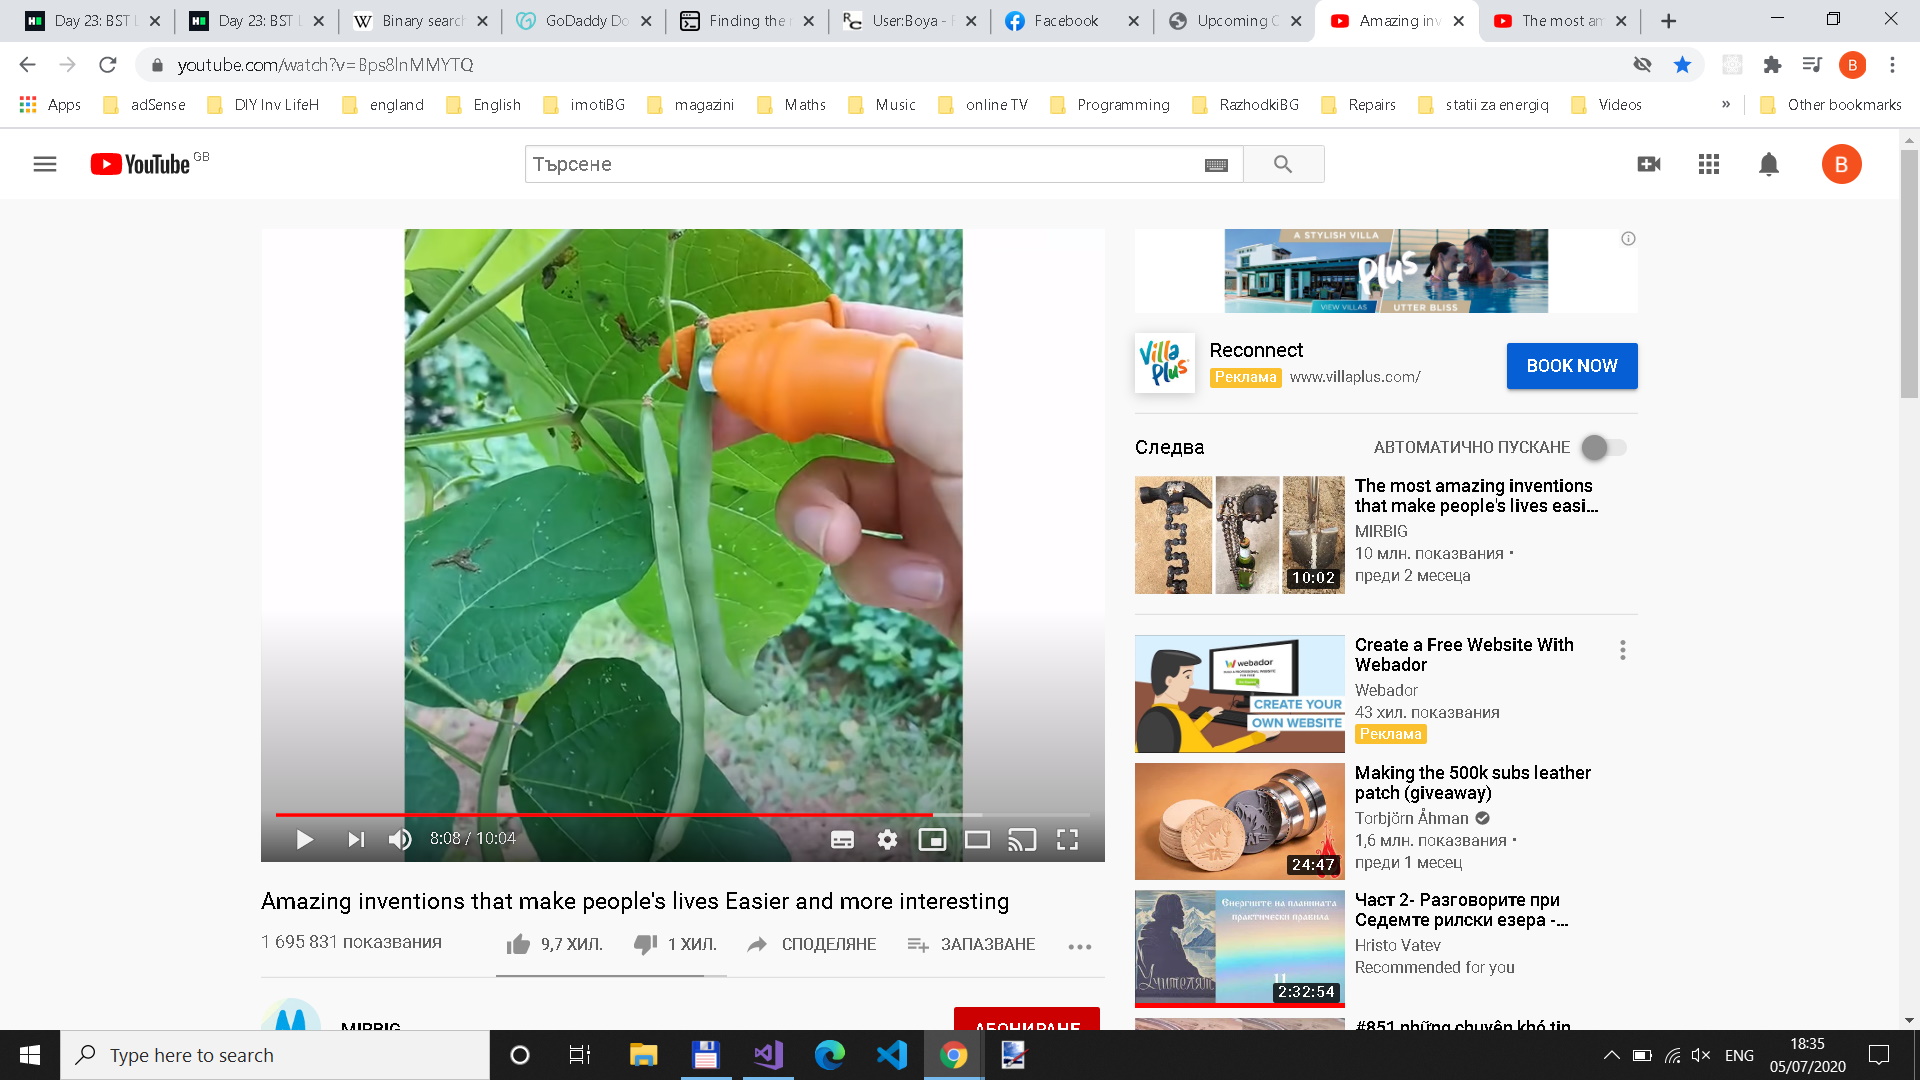 Day 23: BST L
Day 23: BST L
Binary search
GoDaddy Do
Finding the
User:Boya -
Facebook
Upcoming C
Amazing inv
The most am
youtube.com/watch?v=Bps8lnMMYTQ
B
Apps
adSense
DIY Inv LifeH
england
English
imotiBG
magazini
Maths
Music
online TV
Programming
RazhodkiBG
Repairs
statii za energiq
Videos
»
Other bookmarks
YouTube GB
Търсене
B
A STYLISH VILLA
Plus
VIEW VILLAS
UTTER BLISS
Villa Plus
Reconnect
Реклама www.villaplus.com/
BOOK NOW
Следва
АВТОМАТИЧНО ПУСКАНЕ
10:02
The most amazing inventions
that make people's lives easi...
MIRBIG
10 млн. показвания •
преди 2 месеца
webador
CREATE YOUR
OWN WEBSITE
Create a Free Website With
Webador
Webador
43 хил. показвания
Реклама
24:47
Making the 500k subs leather
patch (giveaway)
Torbjörn Åhman
1,6 млн. показвания •
преди 1 месец
Енергиите на планината
практически правила
Учителят
2:32:54
Част 2- Разговорите при
Седемте рилски езера -...
Hristo Vatev
Recommended for you
#851 những chuyện khó tin
8:08 / 10:04
Amazing inventions that make people's lives Easier and more interesting
1 695 831 показвания
9,7 ХИЛ.
1 ХИЛ.
СПОДЕЛЯНЕ
ЗАПАЗВАНЕ
MIRBIG
АБОНИРАНЕ
Type here to search
ENG
18:35
05/07/2020